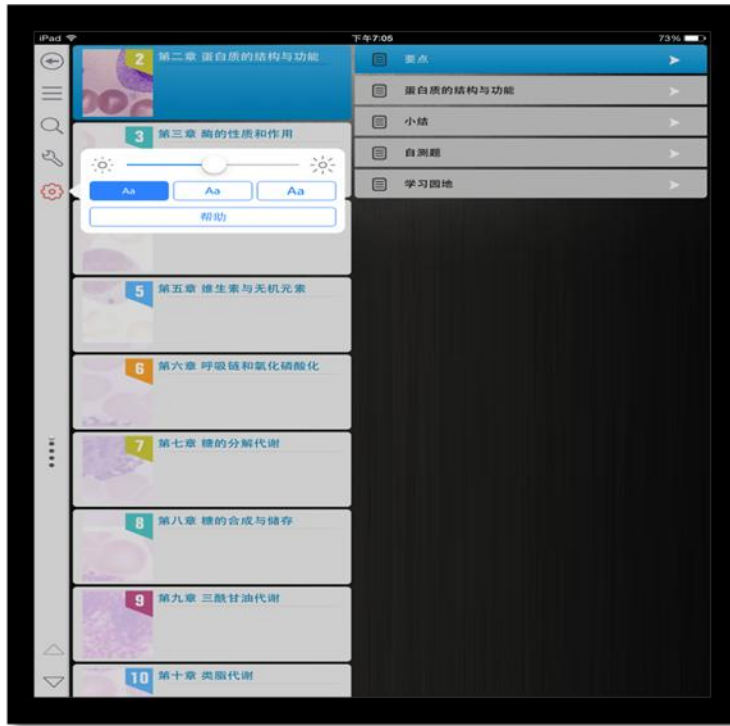 iPad
下午7:05
73%
2 第二章 蛋白质的结构与功能
3 第三章 酶的性质和作用
Aa
Aa
Aa
帮助
5 第五章 维生素与无机元素
6 第六章 呼吸链和氧化磷酸化
7 第七章 糖的分解代谢
8 第八章 糖的合成与储存
9 第九章 三酰甘油代谢
10 第十章 类脂代谢
要点
蛋白质的结构与功能
小结
自测题
学习园地